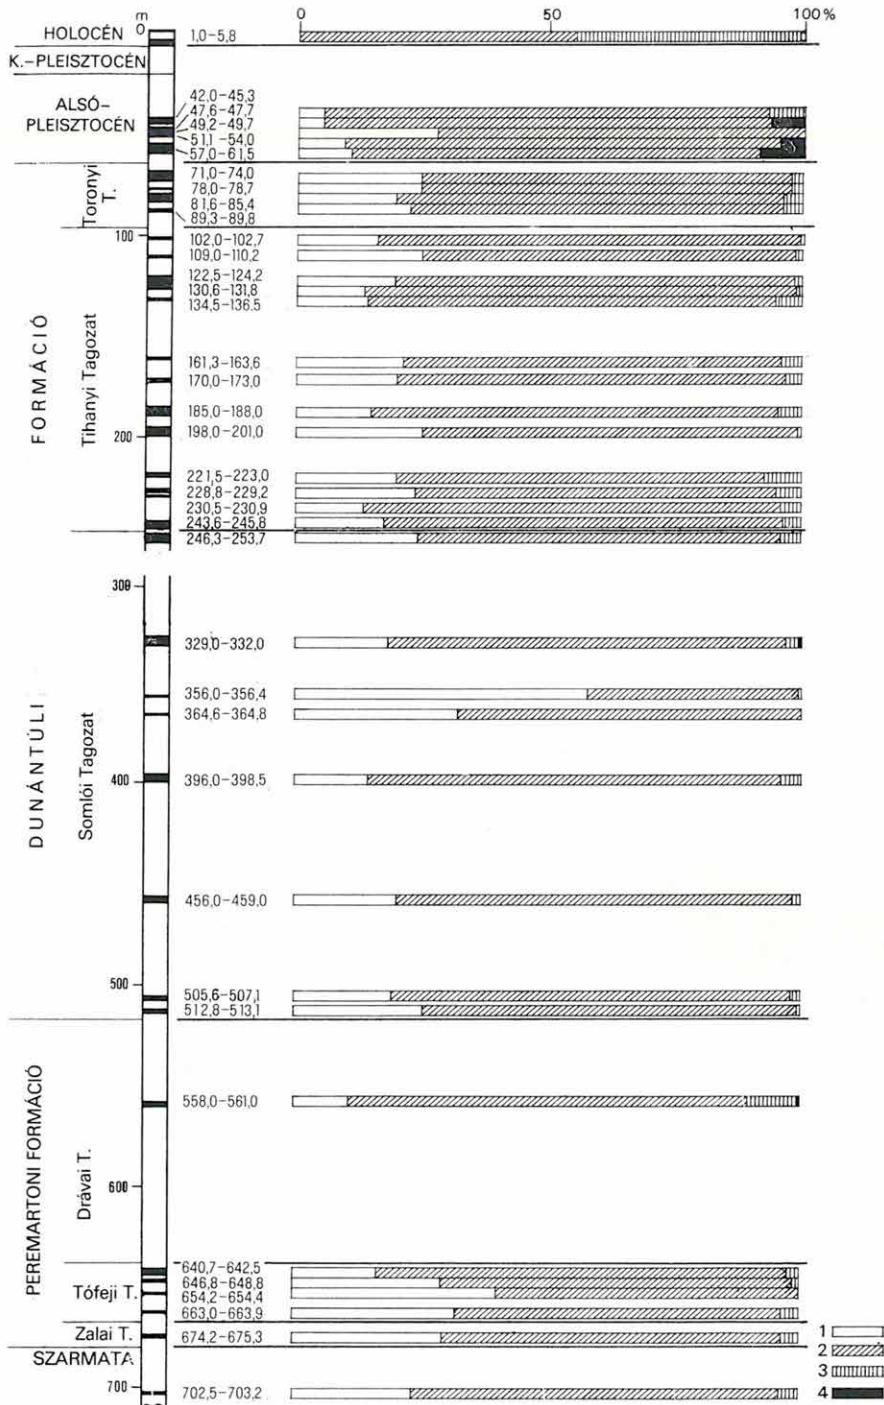 m
0 50 100 %
0
HOLOCÉN
1,0–5,8
K.–PLEISZTOCÉN
ALSÓ–
PLEISZTOCÉN
42,0–45,3
47,6–47,7
49,2–49,7
51,1–54,0
57,0–61,5
Toronyi
T.
71,0–74,0
78,0–78,7
81,6–85,4
89,3–89,8
FORMÁCIÓ
Tihanyi Tagozat
100
102,0–102,7
109,0–110,2
122,5–124,2
130,6–131,8
134,5–136,5
161,3–163,6
170,0–173,0
185,0–188,0
200
198,0–201,0
221,5–223,0
228,8–229,2
230,5–230,9
243,6–245,8
246,3–253,7
DUNÁNTÚLI
Somlói Tagozat
300
329,0–332,0
356,0–356,4
364,6–364,8
400
396,0–398,5
456,0–459,0
500
505,6–507,1
512,8–513,1
PEREMARTONI FORMÁCIÓ
Drávai T.
558,0–561,0
600
640,7–642,5
Tófeji T.
646,8–648,8
654,2–654,4
663,0–663,9
Zalai T.
674,2–675,3
SZARMATA
700
702,5–703,2
1
2
3
4